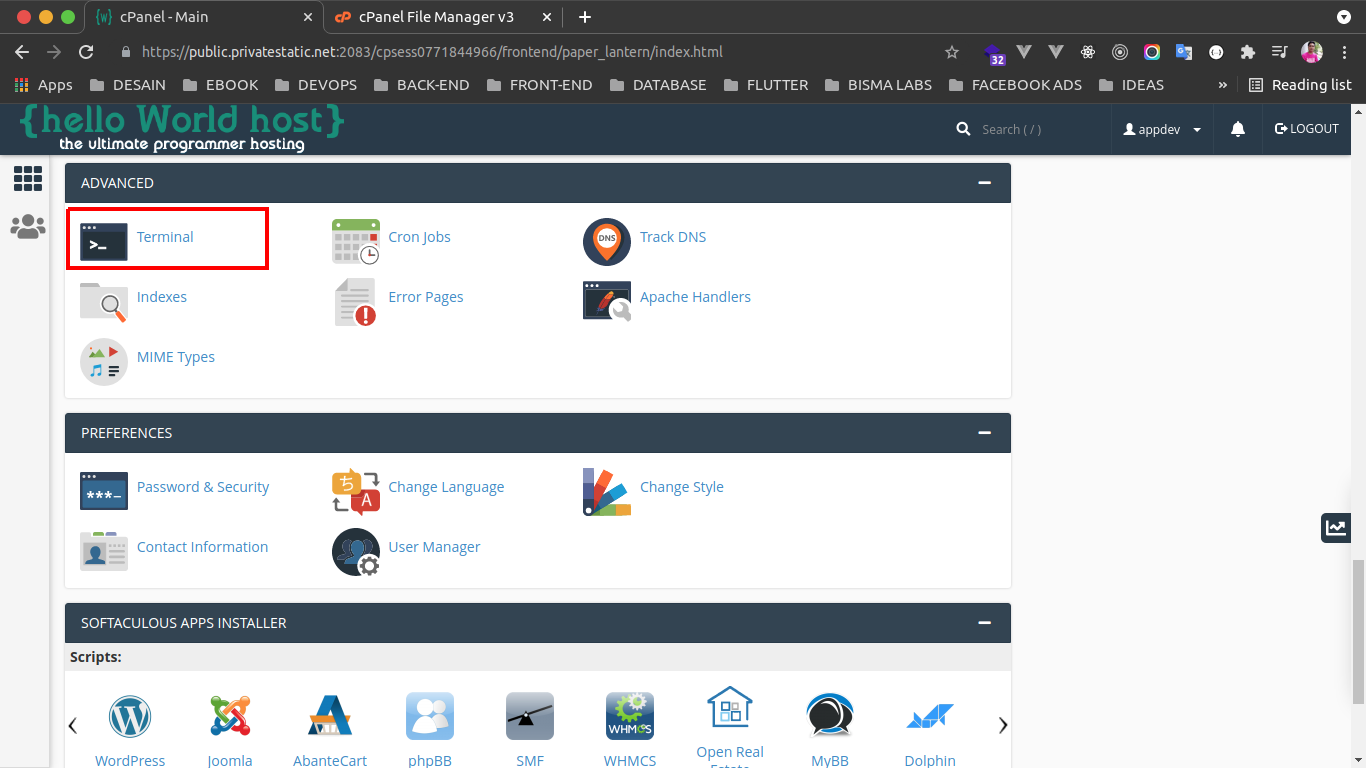 cPanel - Main
cPanel File Manager v3
https://public.privatestatic.net:2083/cpsess0771844966/frontend/paper_lantern/index.html
32
Apps
DESAIN
EBOOK
DEVOPS
BACK-END
FRONT-END
DATABASE
FLUTTER
BISMA LABS
FACEBOOK ADS
IDEAS
»
Reading list
{hello World host}
the ultimate programmer hosting
Search ( / )
appdev
LOGOUT
ADVANCED
>_
Terminal
Cron Jobs
DNS
Track DNS
Indexes
Error Pages
Apache Handlers
MIME Types
PREFERENCES
***_
Password & Security
ち
A
Change Language
Change Style
Contact Information
User Manager
SOFTACULOUS APPS INSTALLER
Scripts:
WHMCS
WordPress
Joomla
AbanteCart
phpBB
SMF
WHMCS
Open Real
MyBB
Dolphin